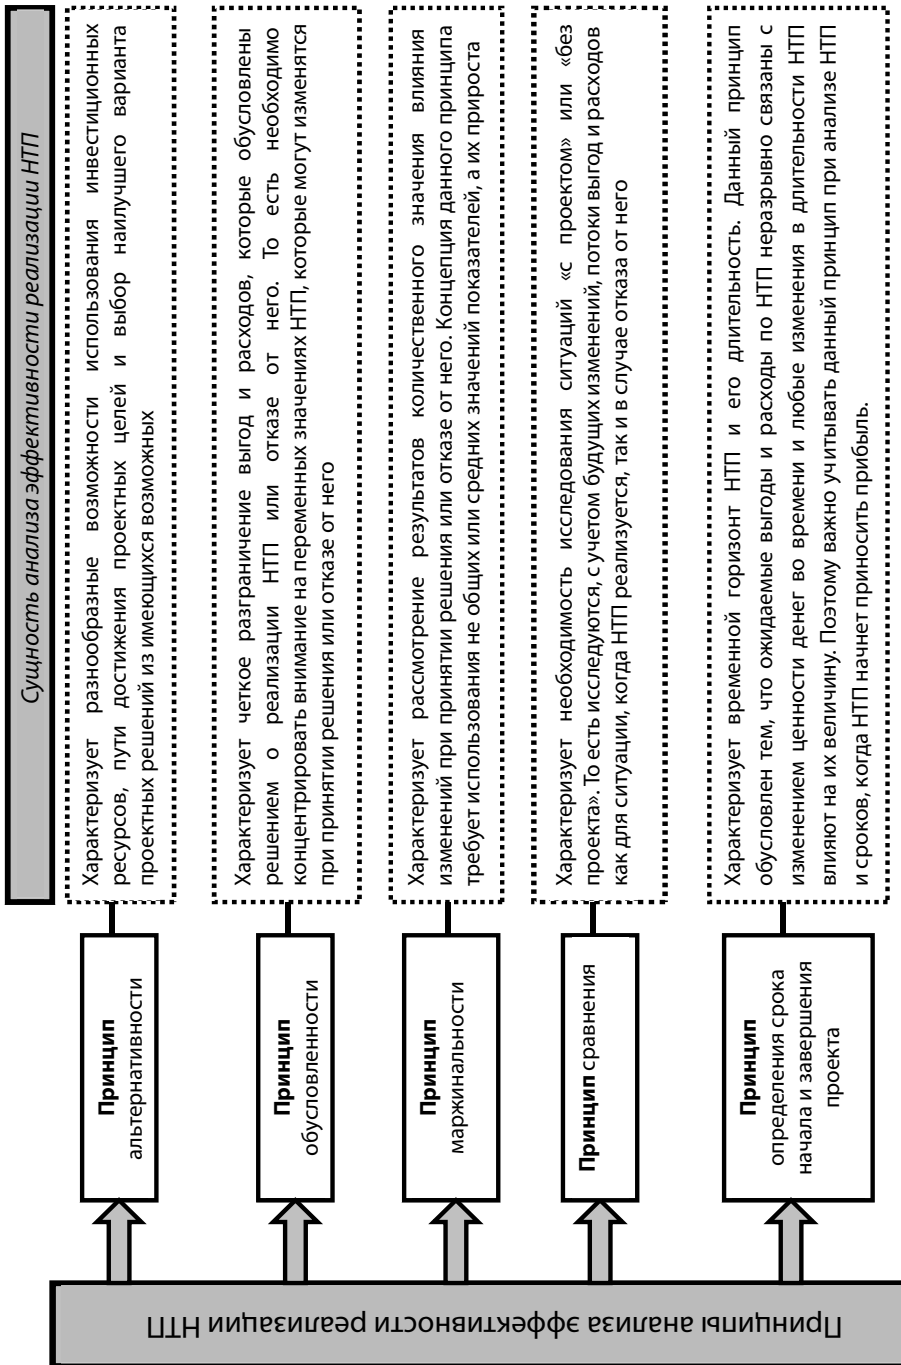 Сущность анализа эффективности реализации НТП
Принципы анализа эффективности реализации НТП
Принцип
альтернативности
Характеризует разнообразные возможности использования инвестиционных
ресурсов, пути достижения проектных целей и выбор наилучшего варианта
проектных решений из имеющихся возможных
Принцип
обусловленности
Характеризует четкое разграничение выгод и расходов, которые обусловлены
решением о реализации НТП или отказе от него. То есть необходимо
концентрировать внимание на переменных значениях НТП, которые могут изменятся
при принятии решения или отказе от него
Принцип
маржинальности
Характеризует рассмотрение результатов количественного значения влияния
изменений при принятии решения или отказе от него. Концепция данного принципа
требует использования не общих или средних значений показателей, а их прироста
Принцип сравнения
Характеризует необходимость исследования ситуаций «с проектом» или «без
проекта». То есть исследуются, с учетом будущих изменений, потоки выгод и расходов
как для ситуации, когда НТП реализуется, так и в случае отказа от него
Принцип
определения срока
начала и завершения
проекта
Характеризует временной горизонт НТП и его длительность. Данный принцип
обусловлен тем, что ожидаемые выгоды и расходы по НТП неразрывно связаны с
изменением ценности денег во времени и любые изменения в длительности НТП
влияют на их величину. Поэтому важно учитывать данный принцип при анализе НТП
и сроков, когда НТП начнет приносить прибыль.